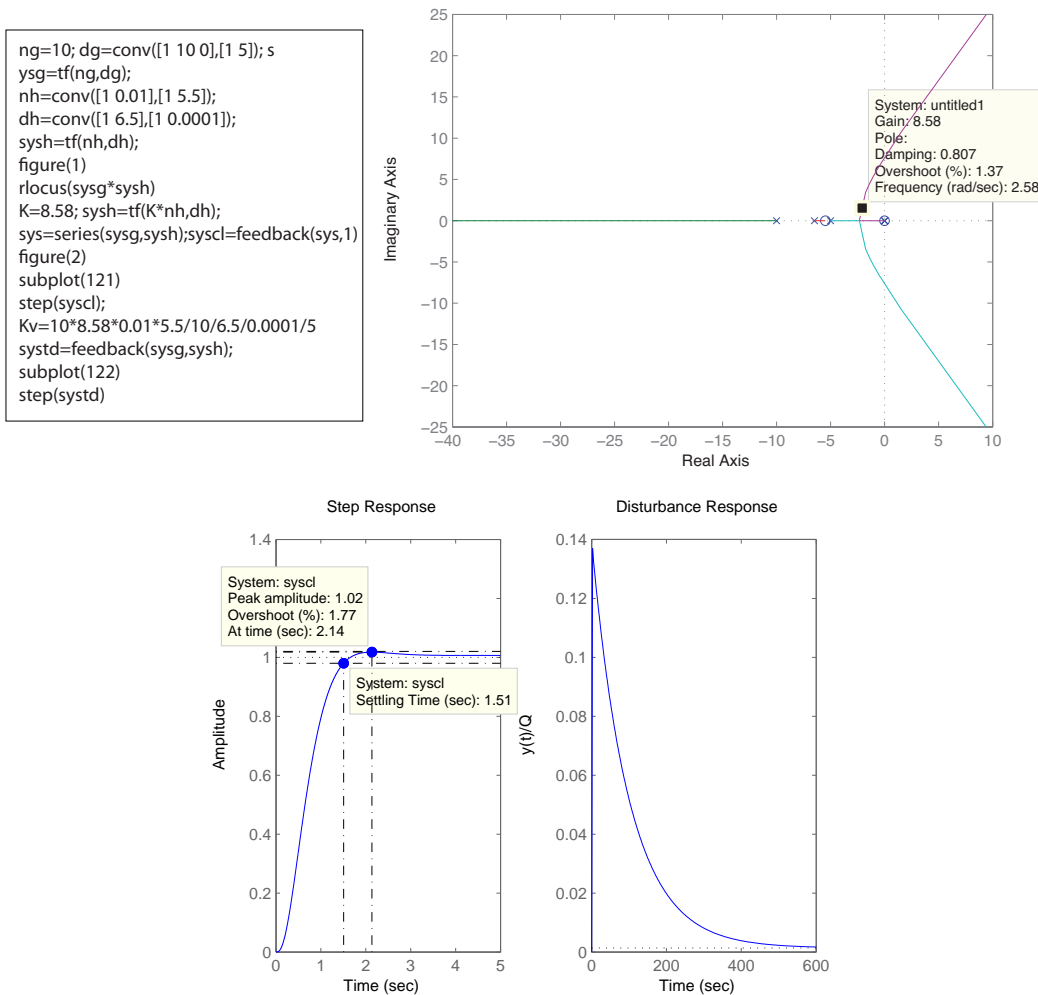 ng=10; dg=conv([1 10 0],[1 5]); s
ysg=tf(ng,dg);
nh=conv([1 0.01],[1 5.5]);
dh=conv([1 6.5],[1 0.0001]);
sysh=tf(nh,dh);
figure(1)
rlocus(sysg*sysh)
K=8.58; sysh=tf(K*nh,dh);
sys=series(sysg,sysh);syscl=feedback(sys,1)
figure(2)
subplot(121)
step(syscl);
Kv=10*8.58*0.01*5.5/10/6.5/0.0001/5
systd=feedback(sysg,sysh);
subplot(122)
step(systd)
25
20
15
10
5
0
−5
−10
−15
−20
−25
Imaginary Axis
System: untitled1
Gain: 8.58
Pole:
Damping: 0.807
Overshoot (%): 1.37
Frequency (rad/sec): 2.58
−40 −35 −30 −25 −20 −15 −10 −5 0 5 10
Real Axis
Step Response
1.4
1.2
1
0.8
0.6
0.4
0.2
0
Amplitude
System: syscl
Peak amplitude: 1.02
Overshoot (%): 1.77
At time (sec): 2.14
System: syscl
Settling Time (sec): 1.51
0 1 2 3 4 5
Time (sec)
Disturbance Response
0.14
0.12
0.1
0.08
0.06
0.04
0.02
0
y(t)/Q
0 200 400 600
Time (sec)